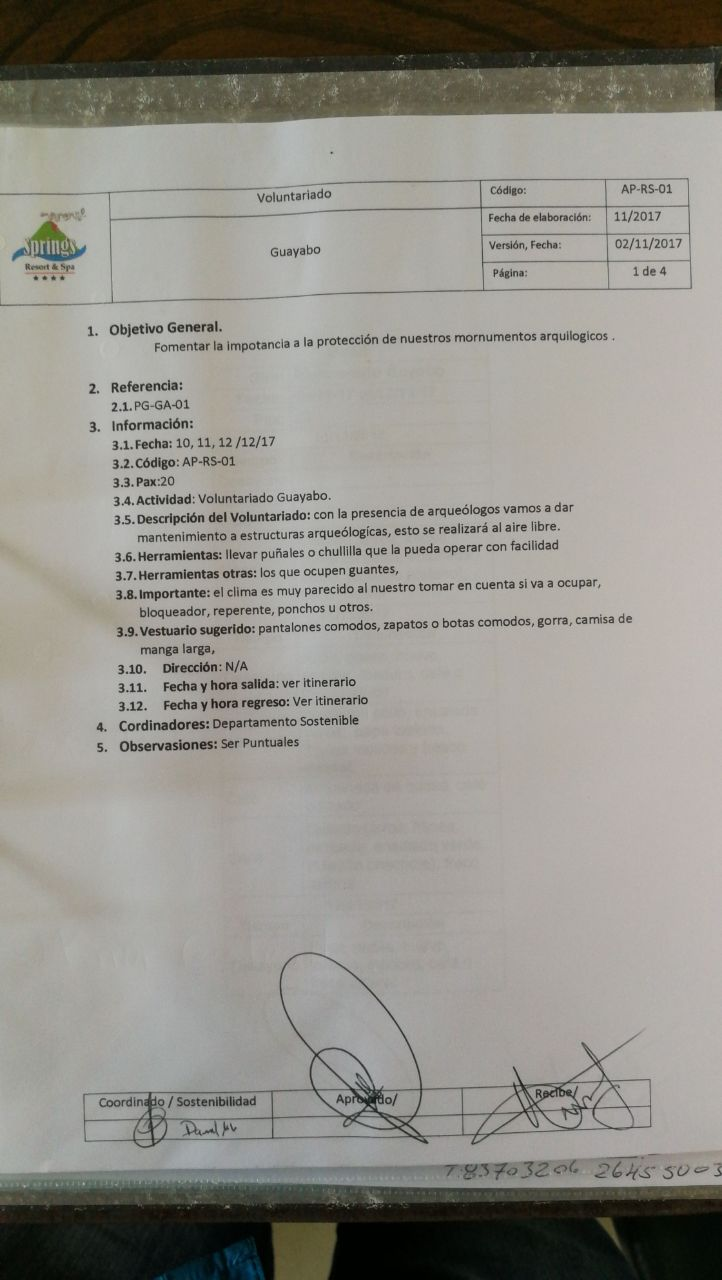 Voluntariado
Guayabo
Código: AP-RS-01
Fecha de elaboración: 11/2017
Versión, Fecha: 02/11/2017
Página: 1 de 4
Springs
Resort & Spa
1. Objetivo General.
Fomentar la impotancia a la protección de nuestros mornumentos arquilogicos .
2. Referencia:
2.1. PG-GA-01
3. Información:
3.1. Fecha: 10, 11, 12 /12/17
3.2. Código: AP-RS-01
3.3. Pax:20
3.4. Actividad: Voluntariado Guayabo.
3.5. Descripción del Voluntariado: con la presencia de arqueólogos vamos a dar
mantenimiento a estructuras arqueólogícas, esto se realizará al aire libre.
3.6. Herramientas: llevar puñales o chullilla que la pueda operar con facilidad
3.7. Herramientas otras: los que ocupen guantes,
3.8. Importante: el clima es muy parecido al nuestro tomar en cuenta si va a ocupar,
bloqueador, reperente, ponchos u otros.
3.9. Vestuario sugerido: pantalones comodos, zapatos o botas comodos, gorra, camisa de
manga larga,
3.10. Dirección: N/A
3.11. Fecha y hora salida: ver itinerario
3.12. Fecha y hora regreso: Ver itinerario
4. Cordinadores: Departamento Sostenible
5. Observasiones: Ser Puntuales
Coordinado / Sostenibilidad
Aprobado/
Recibe/
T. 83703206 2645 5003